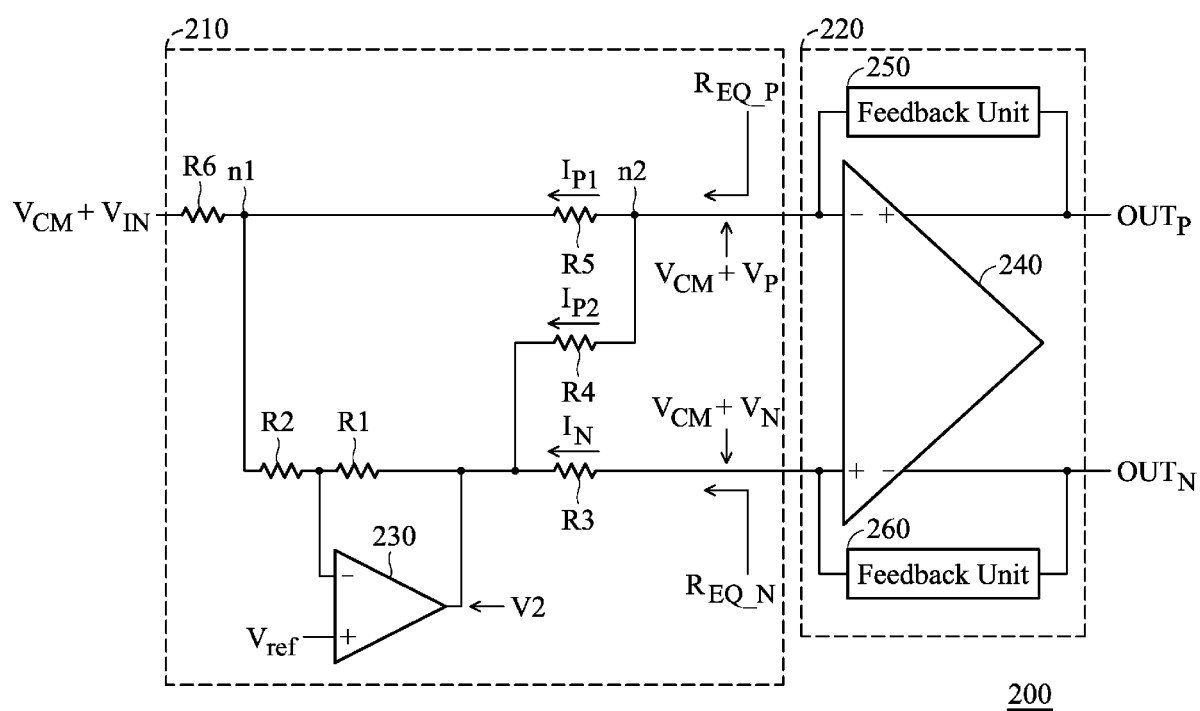 210
220
250
R_EQ_P
Feedback Unit
R6
n1
I_P1
n2
V_CM + V_IN
− +
OUT_P
R5
V_CM + V_P
240
I_P2
R4
V_CM + V_N
R2
R1
I_N
+ −
OUT_N
R3
260
230
Feedback Unit
−
R_EQ_N
V2
V_ref
+
200